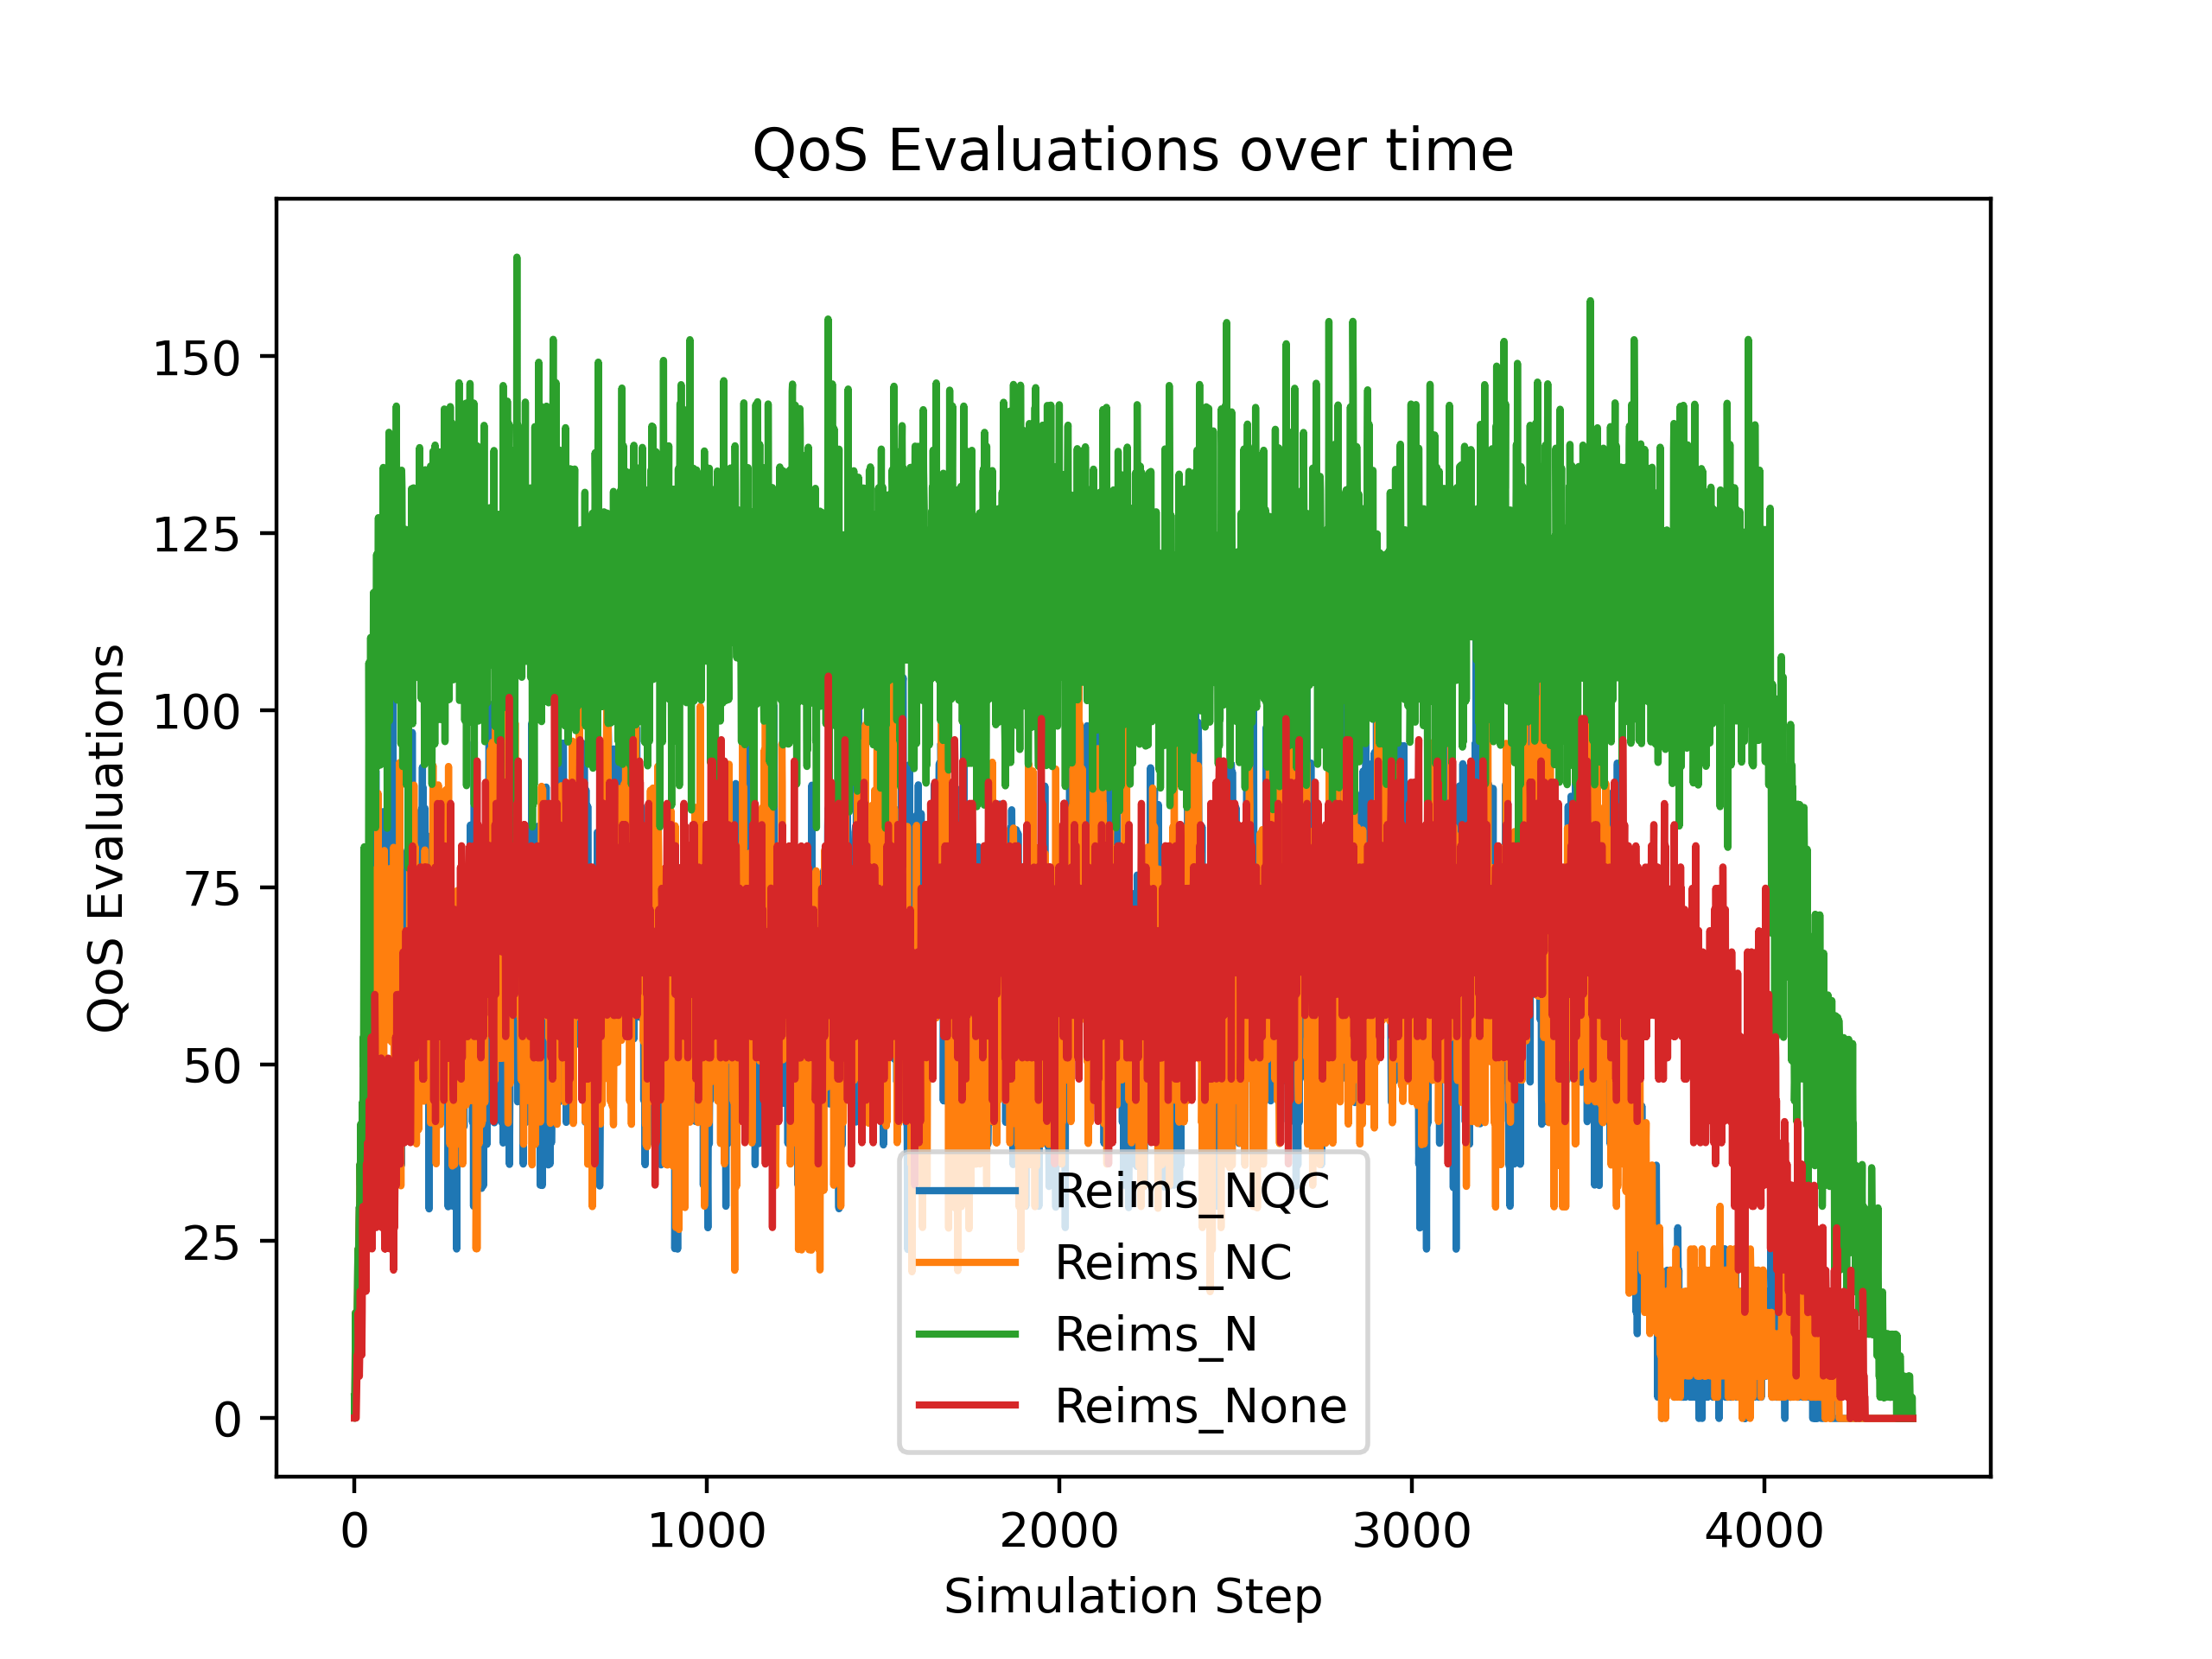 QoS Evaluations over time
QoS Evaluations
150
125
100
75
50
25
0
Reims_NQC
Reims_NC
Reims_N
Reims_None
0 1000 2000 3000 4000
Simulation Step